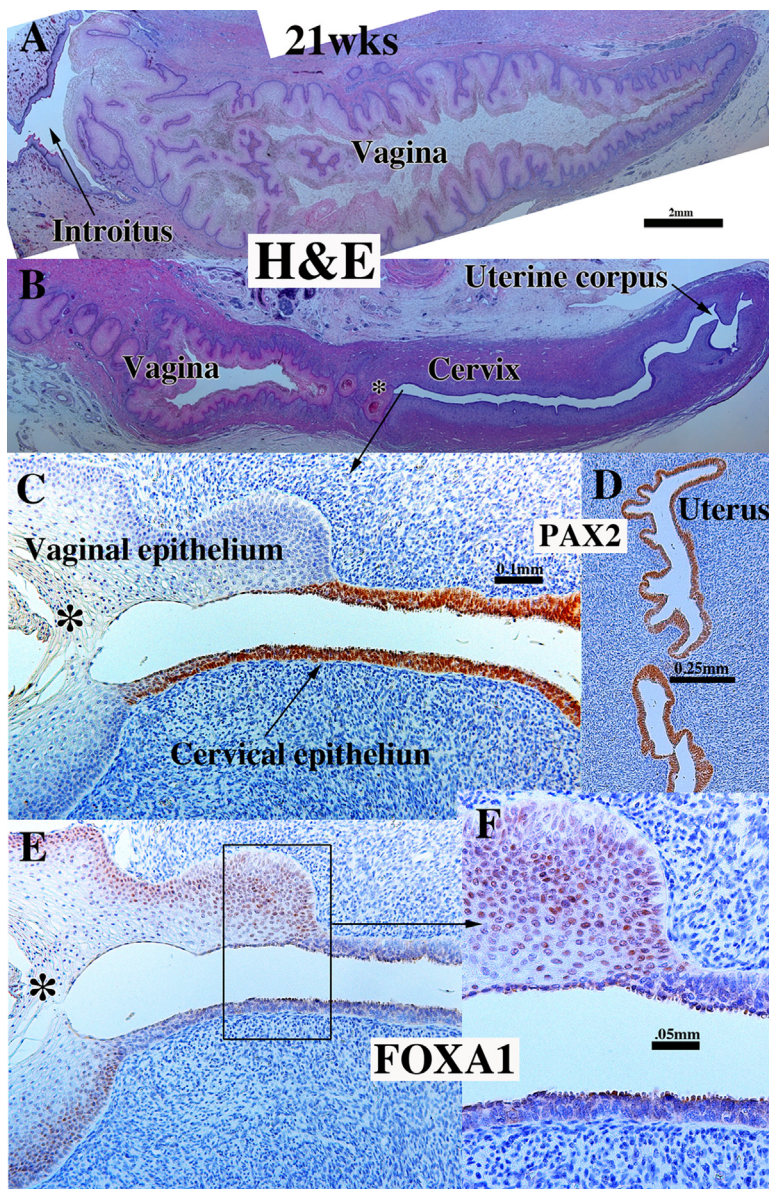 A
21wks
Vagina
Introitus
2mm
H&E
B
Uterine corpus
Vagina
*
Cervix
C
D
PAX2
Uterus
Vaginal epithelium
0.1mm
*
0.25mm
Cervical epitheliun
E
F
*
.05mm
FOXA1